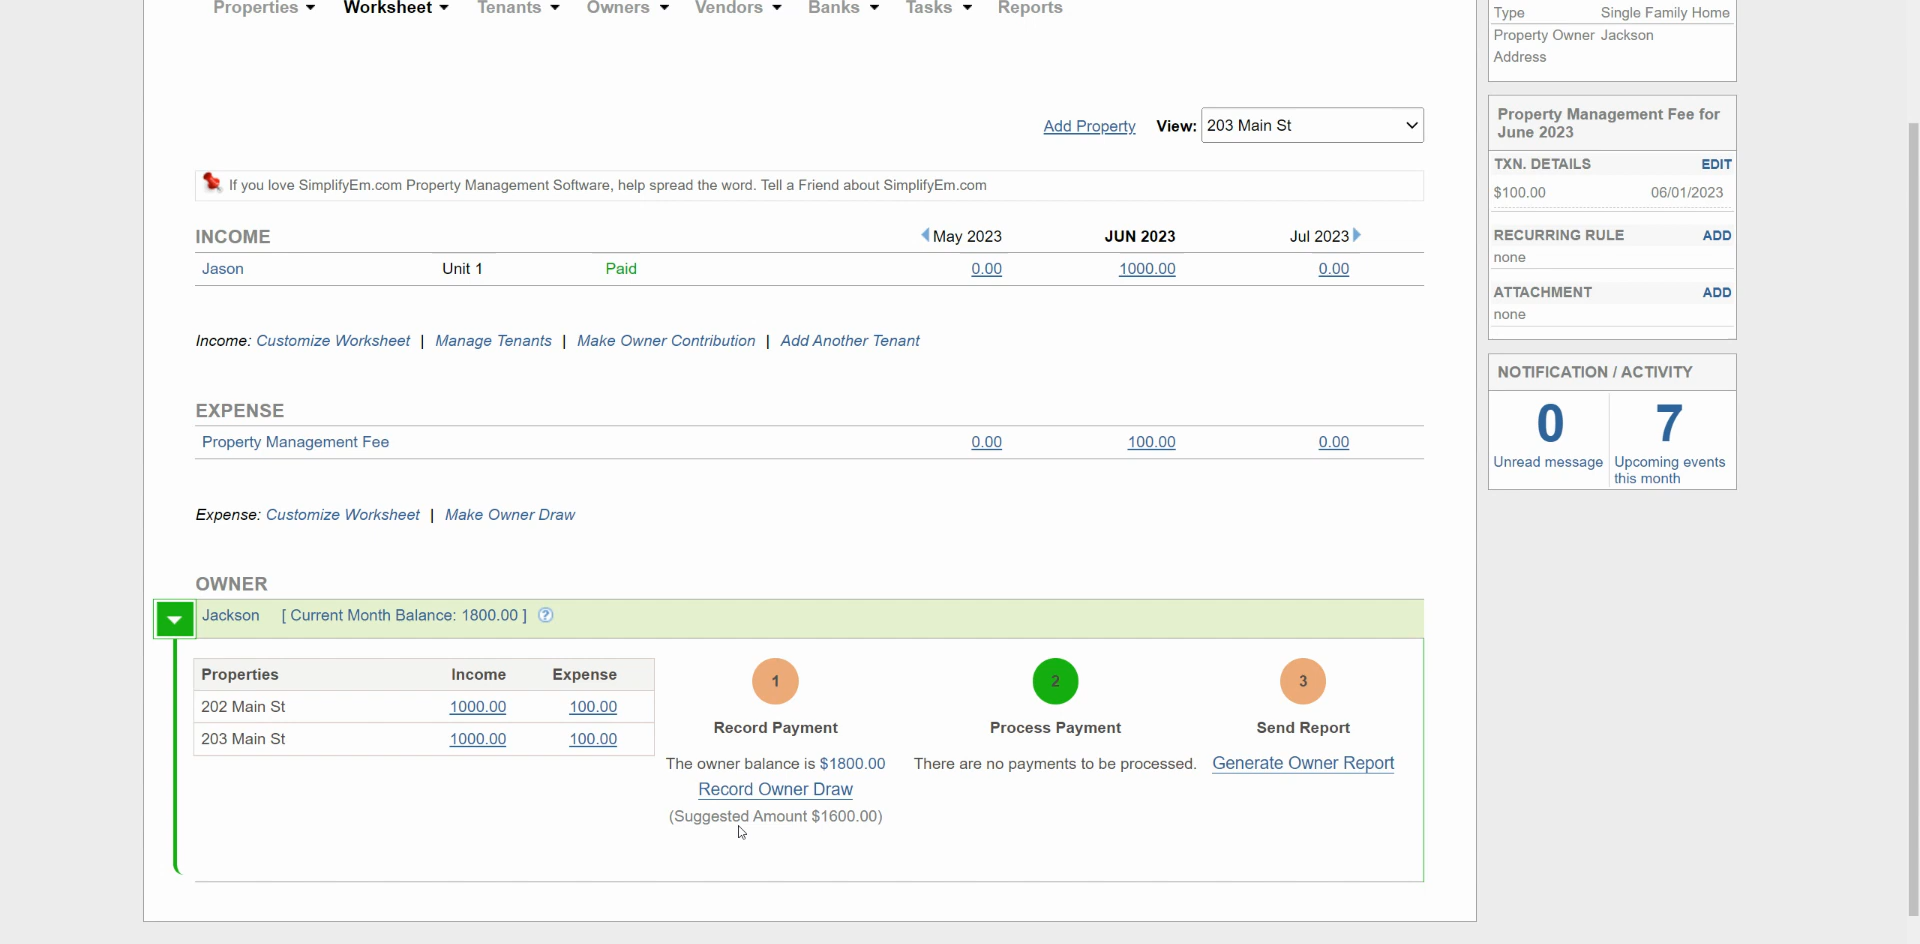 Properties Worksheet Tenants Owners Vendors Banks Tasks Reports
Type Single Family Home
Property Owner Jackson
Address
Add Property View: 203 Main St
If you love SimplifyEm.com Property Management Software, help spread the word. Tell a Friend about SimplifyEm.com
INCOME May 2023 JUN 2023 Jul 2023
Jason Unit 1 Paid 0.00 1000.00 0.00
Income: Customize Worksheet | Manage Tenants | Make Owner Contribution | Add Another Tenant
EXPENSE
Property Management Fee 0.00 100.00 0.00
Expense: Customize Worksheet | Make Owner Draw
OWNER
Jackson [ Current Month Balance: 1800.00 ] ?
Properties Income Expense
202 Main St 1000.00 100.00
203 Main St 1000.00 100.00
1
Record Payment
The owner balance is $1800.00
Record Owner Draw
(Suggested Amount $1600.00)
2
Process Payment
There are no payments to be processed.
3
Send Report
Generate Owner Report
Property Management Fee for
June 2023
TXN. DETAILS EDIT
$100.00 06/01/2023
RECURRING RULE ADD
none
ATTACHMENT ADD
none
NOTIFICATION / ACTIVITY
0 7
Unread message Upcoming events
this month